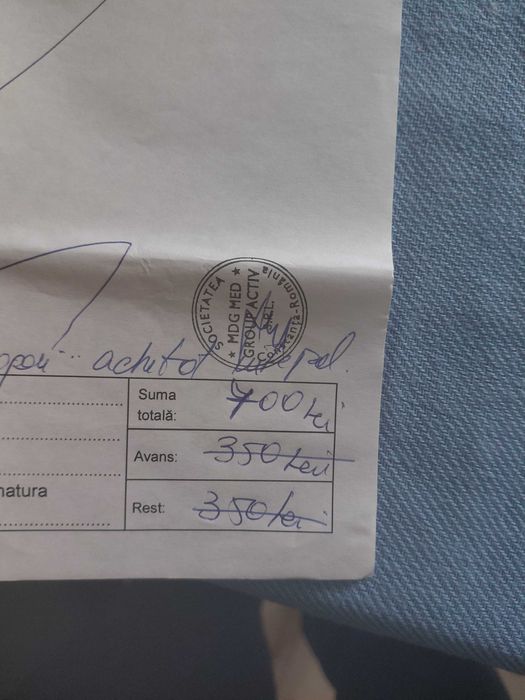 SOCIETATEA
* MDG MED *
GROUP ACTIV
S.R.L.
Constanța-România
achitat integral
Suma totală: 700 Lei
Avans: 350 Lei
natura
Rest: 350 lei